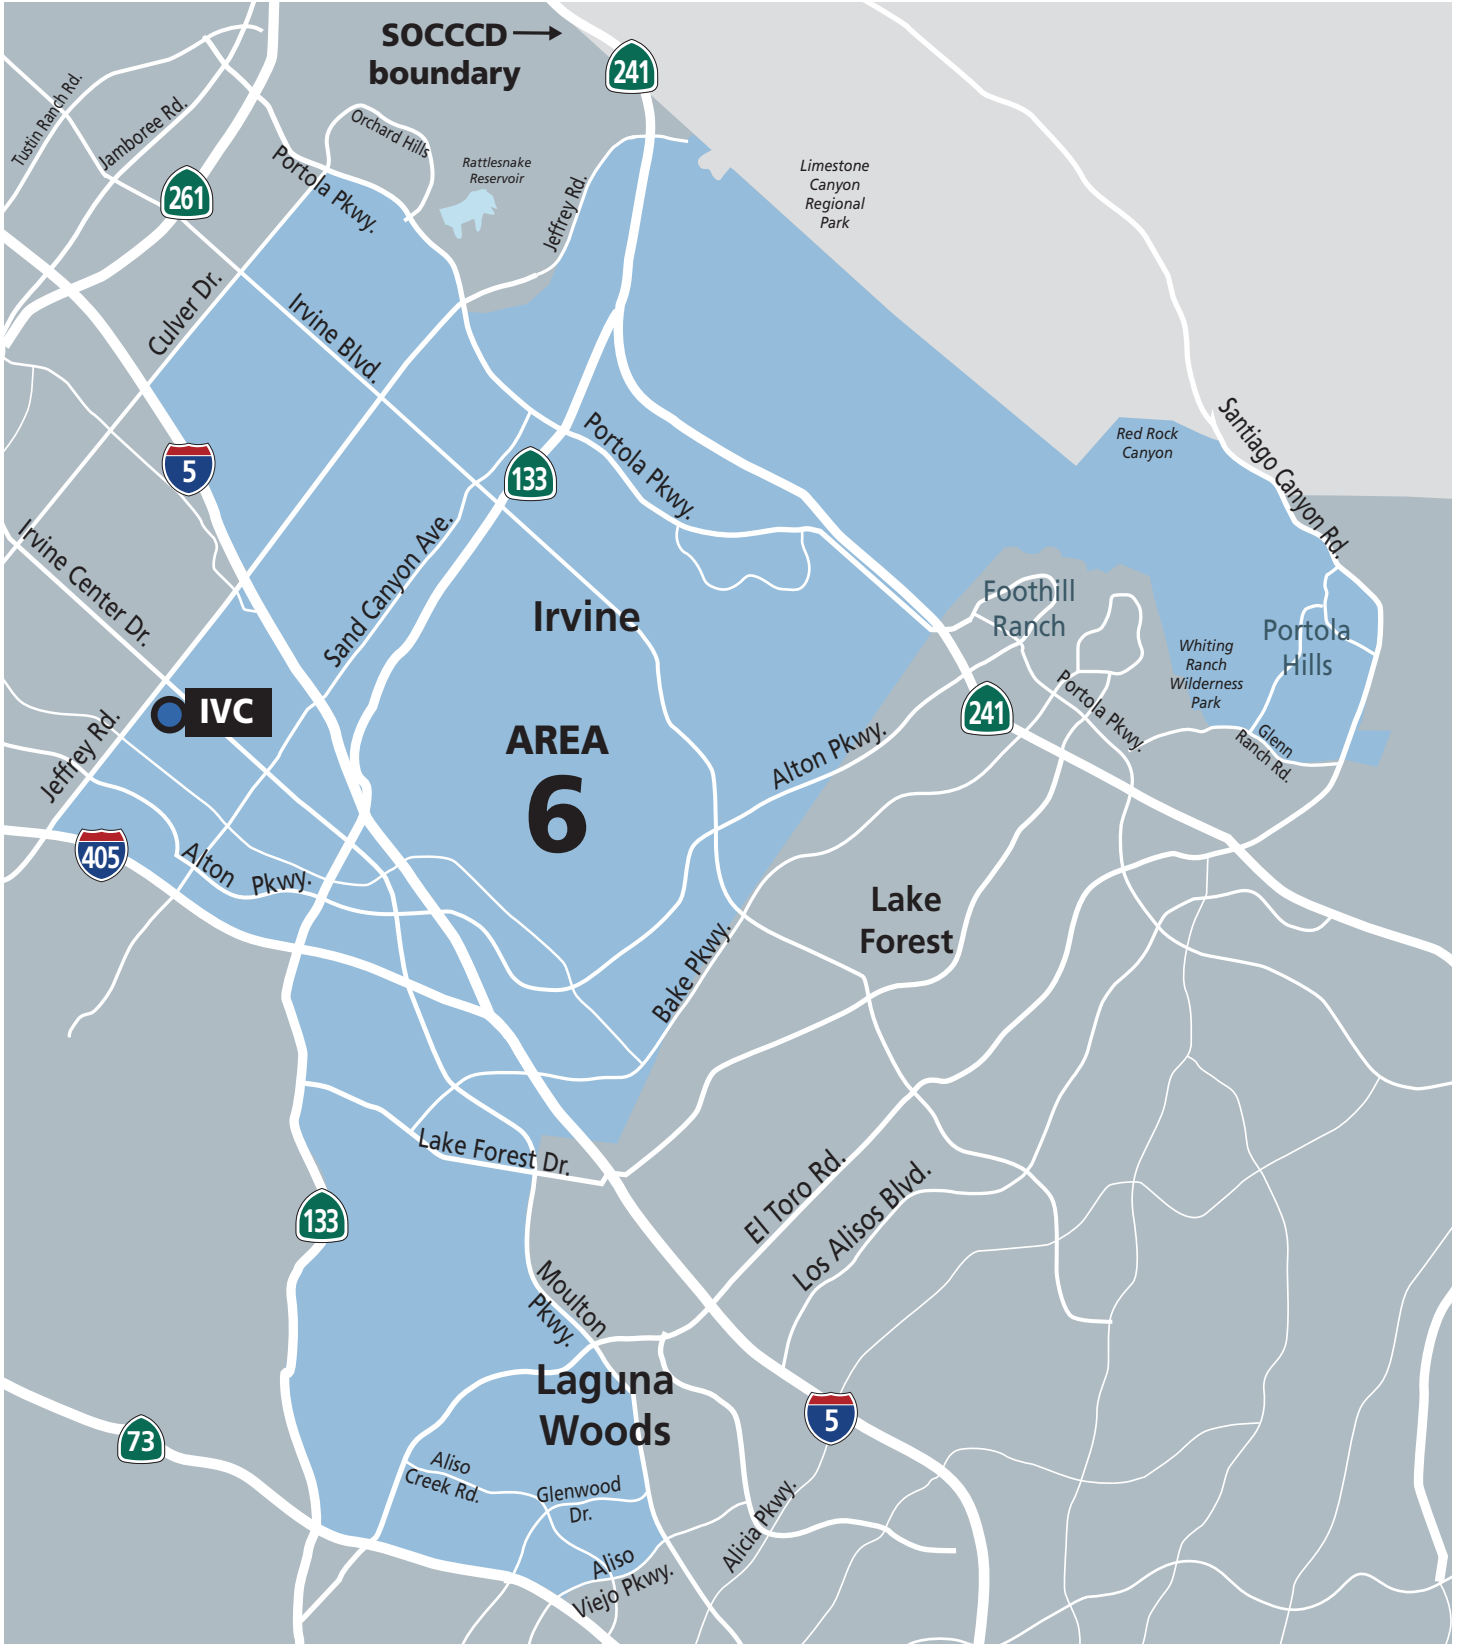 SOCCCD
boundary
241
Tustin Ranch Rd.
Jamboree Rd.
Orchard Hills
Rattlesnake
Reservoir
Limestone
Canyon
Regional
Park
261
Portola Pkwy.
Jeffrey Rd.
Culver Dr.
Irvine Blvd.
Santiago Canyon Rd.
Red Rock
Canyon
5
133
Portola Pkwy.
Irvine Center Dr.
Sand Canyon Ave.
Irvine
Foothill
Ranch
Portola
Hills
Whiting
Ranch
Wilderness
Park
IVC
241
Portola Pkwy.
Glenn
Ranch Rd.
Jeffrey Rd.
AREA
6
Alton Pkwy.
405
Alton Pkwy.
Lake
Forest
Bake Pkwy.
Lake Forest Dr.
El Toro Rd.
Los Alisos Blvd.
133
Moulton
Pkwy.
Laguna
Woods
5
73
Aliso
Creek Rd.
Glenwood
Dr.
Alicia Pkwy.
Aliso
Viejo Pkwy.